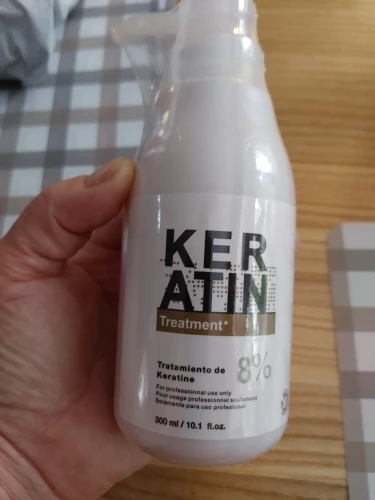 KER
ATIN
Treatment*
Tratamiento de
Keratine
8%
For professionnal use only
Pour usage professionnel seulement
Solamente para uso profesional
300 ml / 10.1 fl.oz.